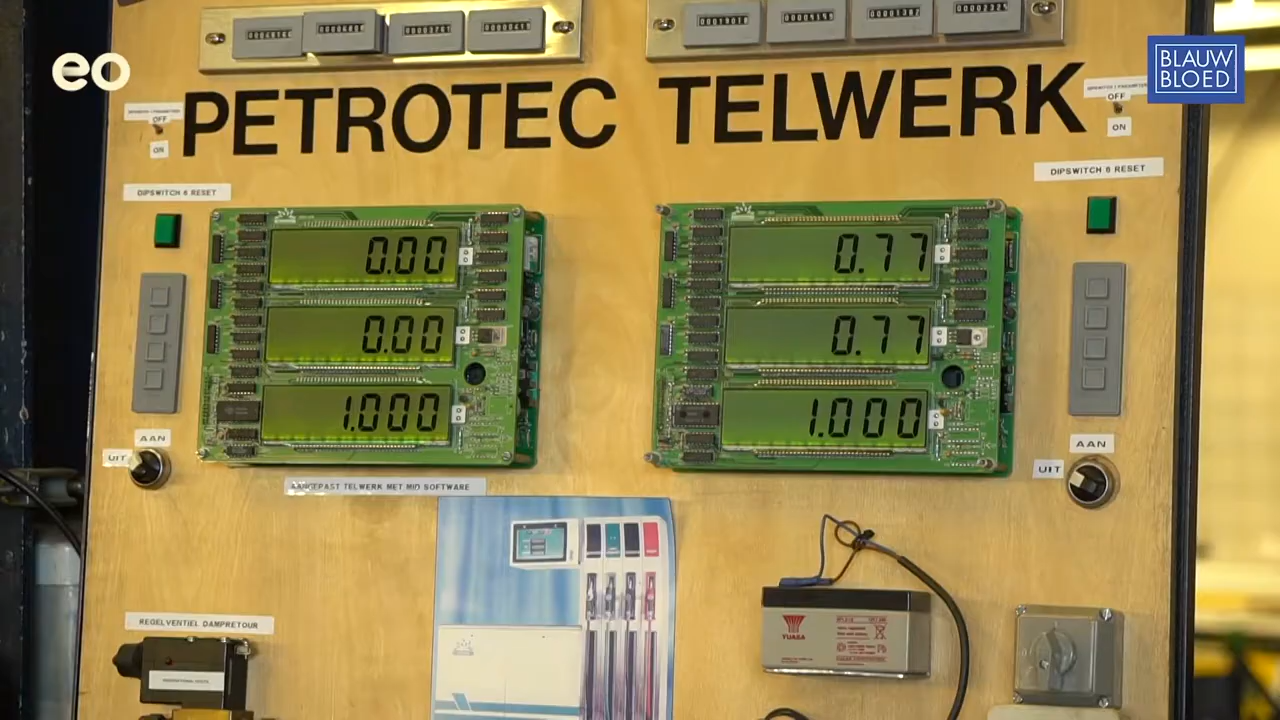 eo
BLAUW
BLOED
PETROTEC TELWERK
OFF
ON
OFF
ON
DIPSWITCH 6 RESET
DIPSWITCH 6 RESET
0.00
0.00
1.000
0.77
0.77
1.000
AAN
UIT
AAN
UIT
AANGEPAST TELWERK MET MID SOFTWARE
REGELVENTIEL DAMPRETOUR
YUASA